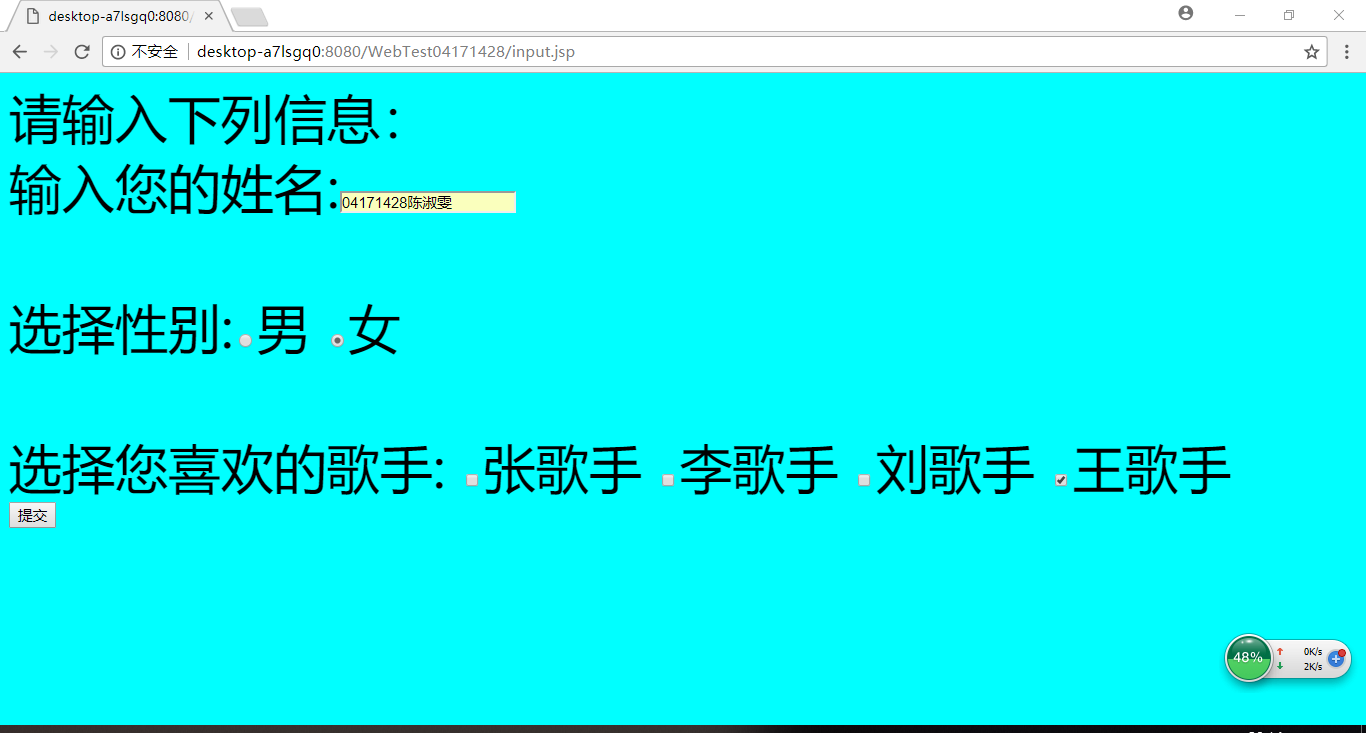 desktop-a7lsgq0:8080/
不安全 desktop-a7lsgq0:8080/WebTest04171428/input.jsp
请输入下列信息：
输入您的姓名:04171428陈淑雯
选择性别:男 女
选择您喜欢的歌手: 张歌手 李歌手 刘歌手 王歌手
提交
48% 0K/s
2K/s